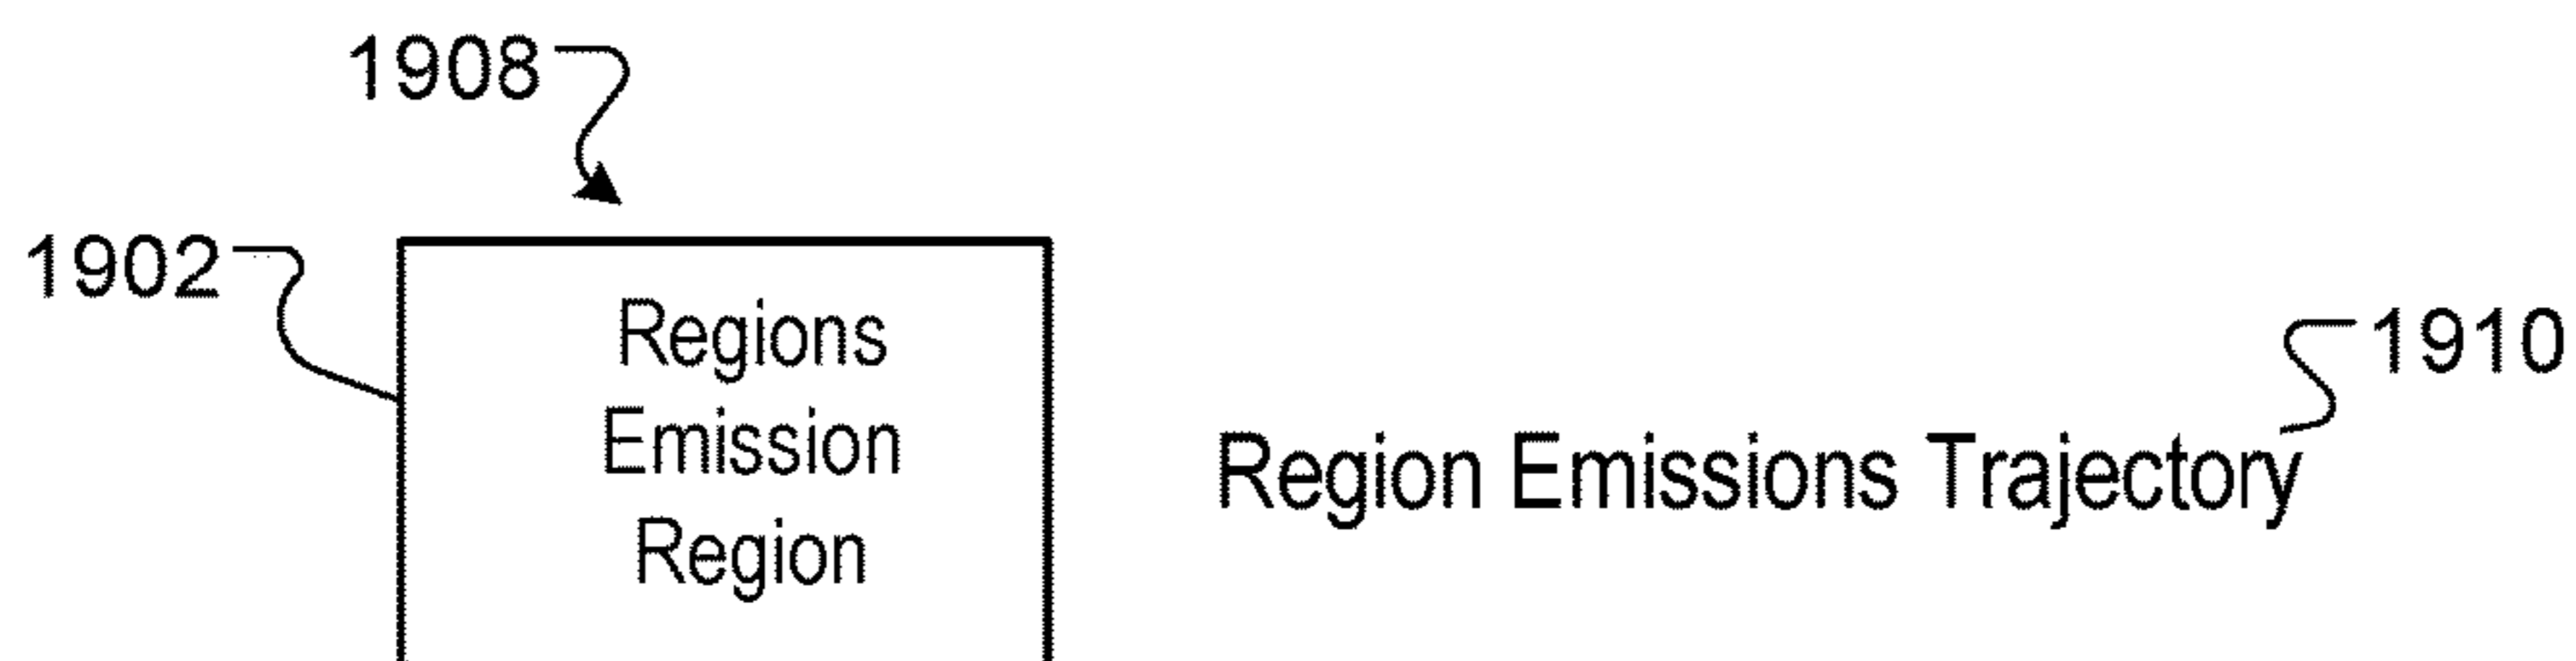 1908
1902
Regions
Emission
Region
1910
Region Emissions Trajectory